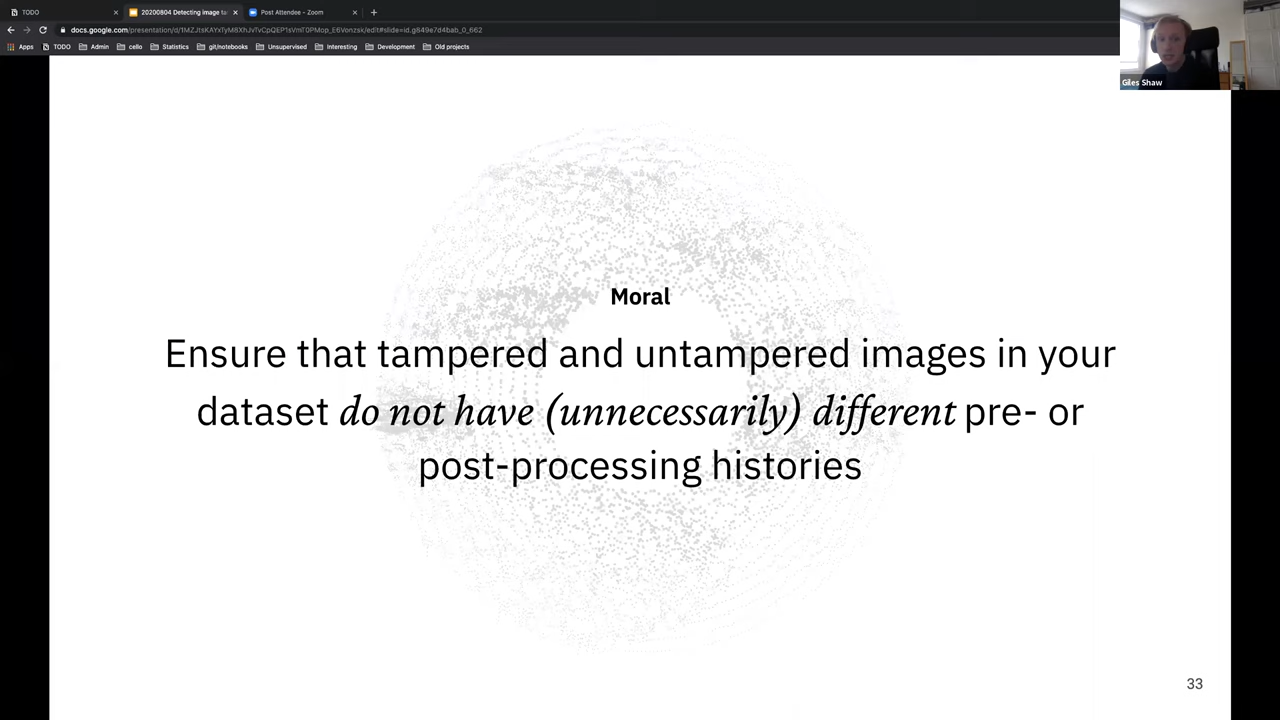 TODO
20200804 Detecting image ta
Post Attendee - Zoom
Apps
TODO
Admin
cello
Statistics
git/notebooks
Unsupervised
Interesting
Development
Old projects
Giles Shaw
Moral
Ensure that tampered and untampered images in your
dataset do not have (unnecessarily) different pre- or
post-processing histories
33